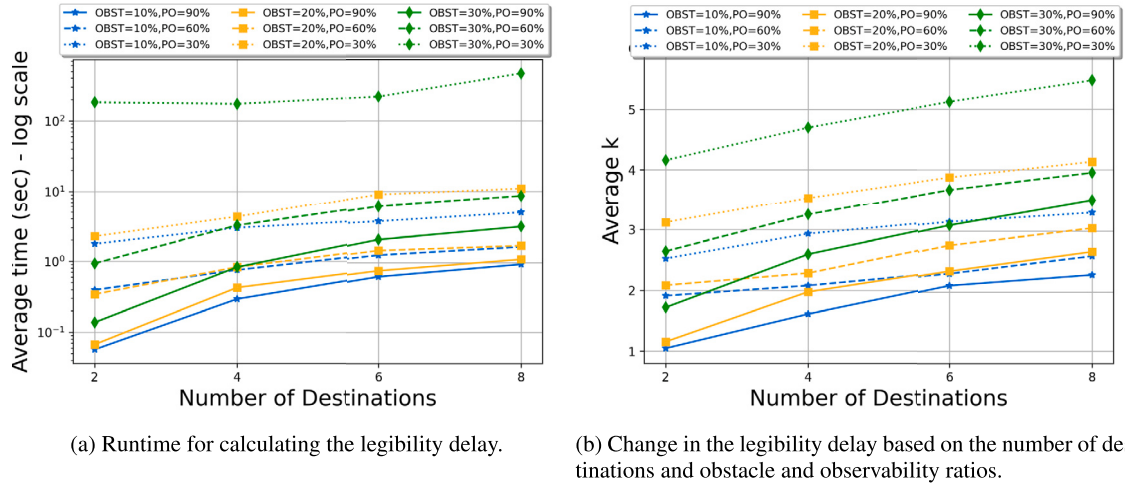 OBST=10%,PO=90% OBST=20%,PO=90% OBST=30%,PO=90%
OBST=10%,PO=60% OBST=20%,PO=60% OBST=30%,PO=60%
OBST=10%,PO=30% OBST=20%,PO=30% OBST=30%,PO=30%
Average time (sec) - log scale
10²
10¹
10⁰
10⁻¹
2 4 6 8
Number of Destinations
(a) Runtime for calculating the legibility delay.
OBST=10%,PO=90% OBST=20%,PO=90% OBST=30%,PO=90%
OBST=10%,PO=60% OBST=20%,PO=60% OBST=30%,PO=60%
OBST=10%,PO=30% OBST=20%,PO=30% OBST=30%,PO=30%
Average k
5
4
3
2
1
2 4 6 8
Number of Destinations
(b) Change in the legibility delay based on the number of de
tinations and obstacle and observability ratios.